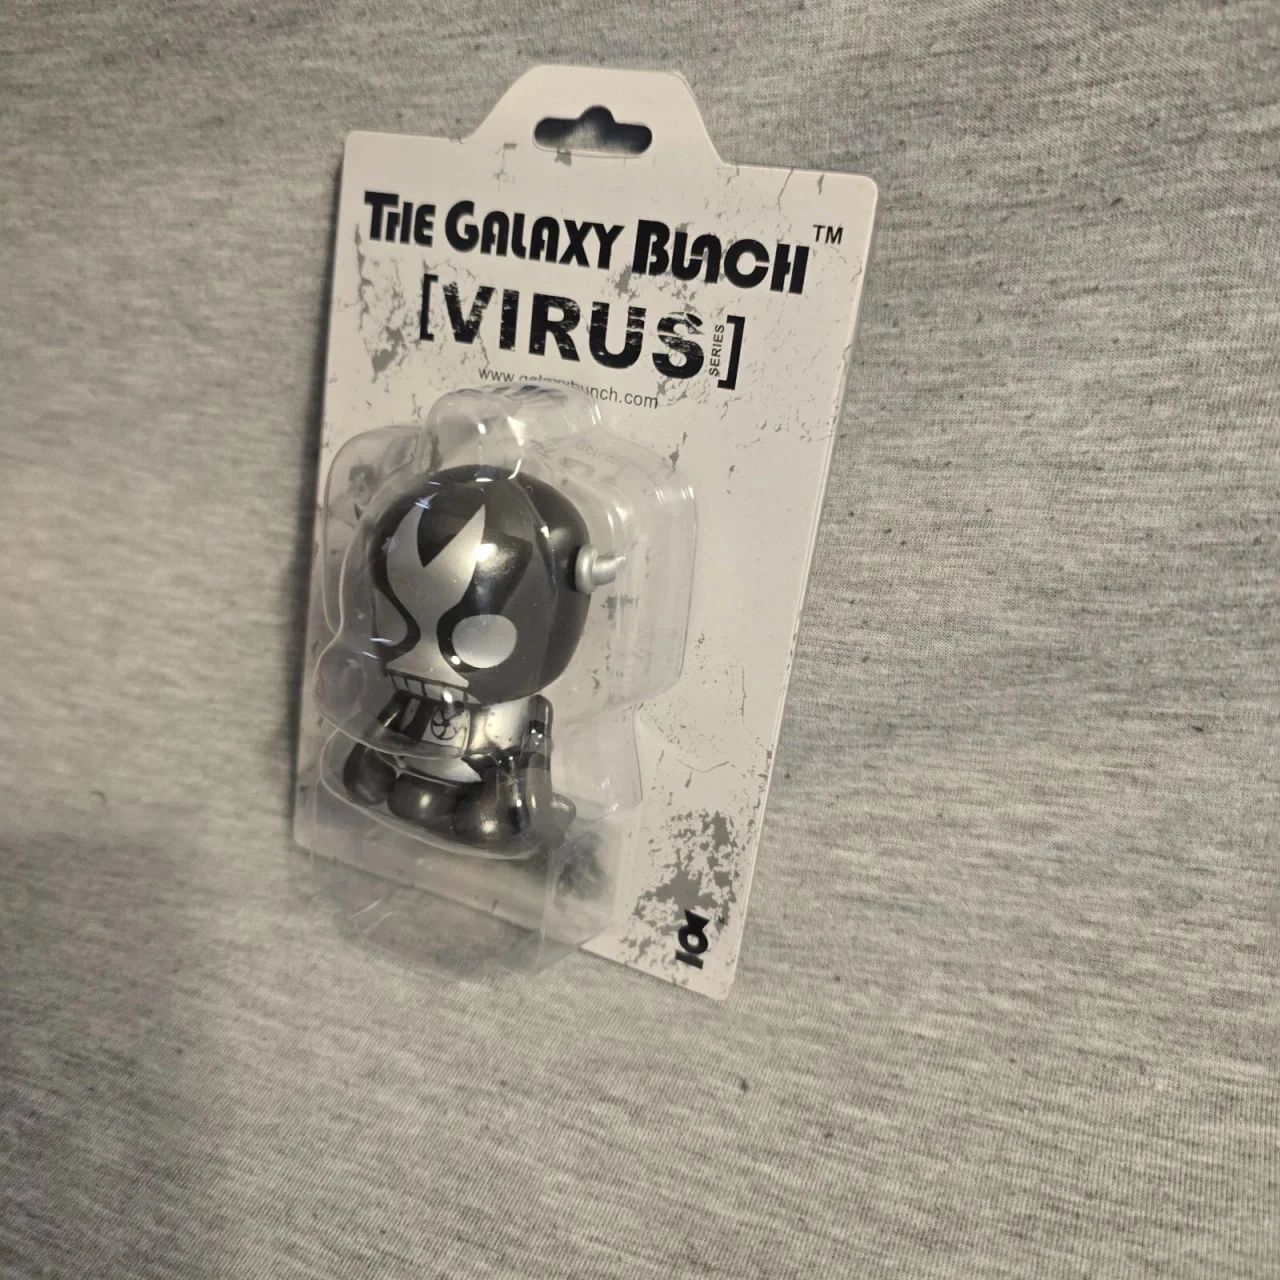 THE GALAXY BUNCH™
[VIRUS SERIES]
www.galaxybunch.com